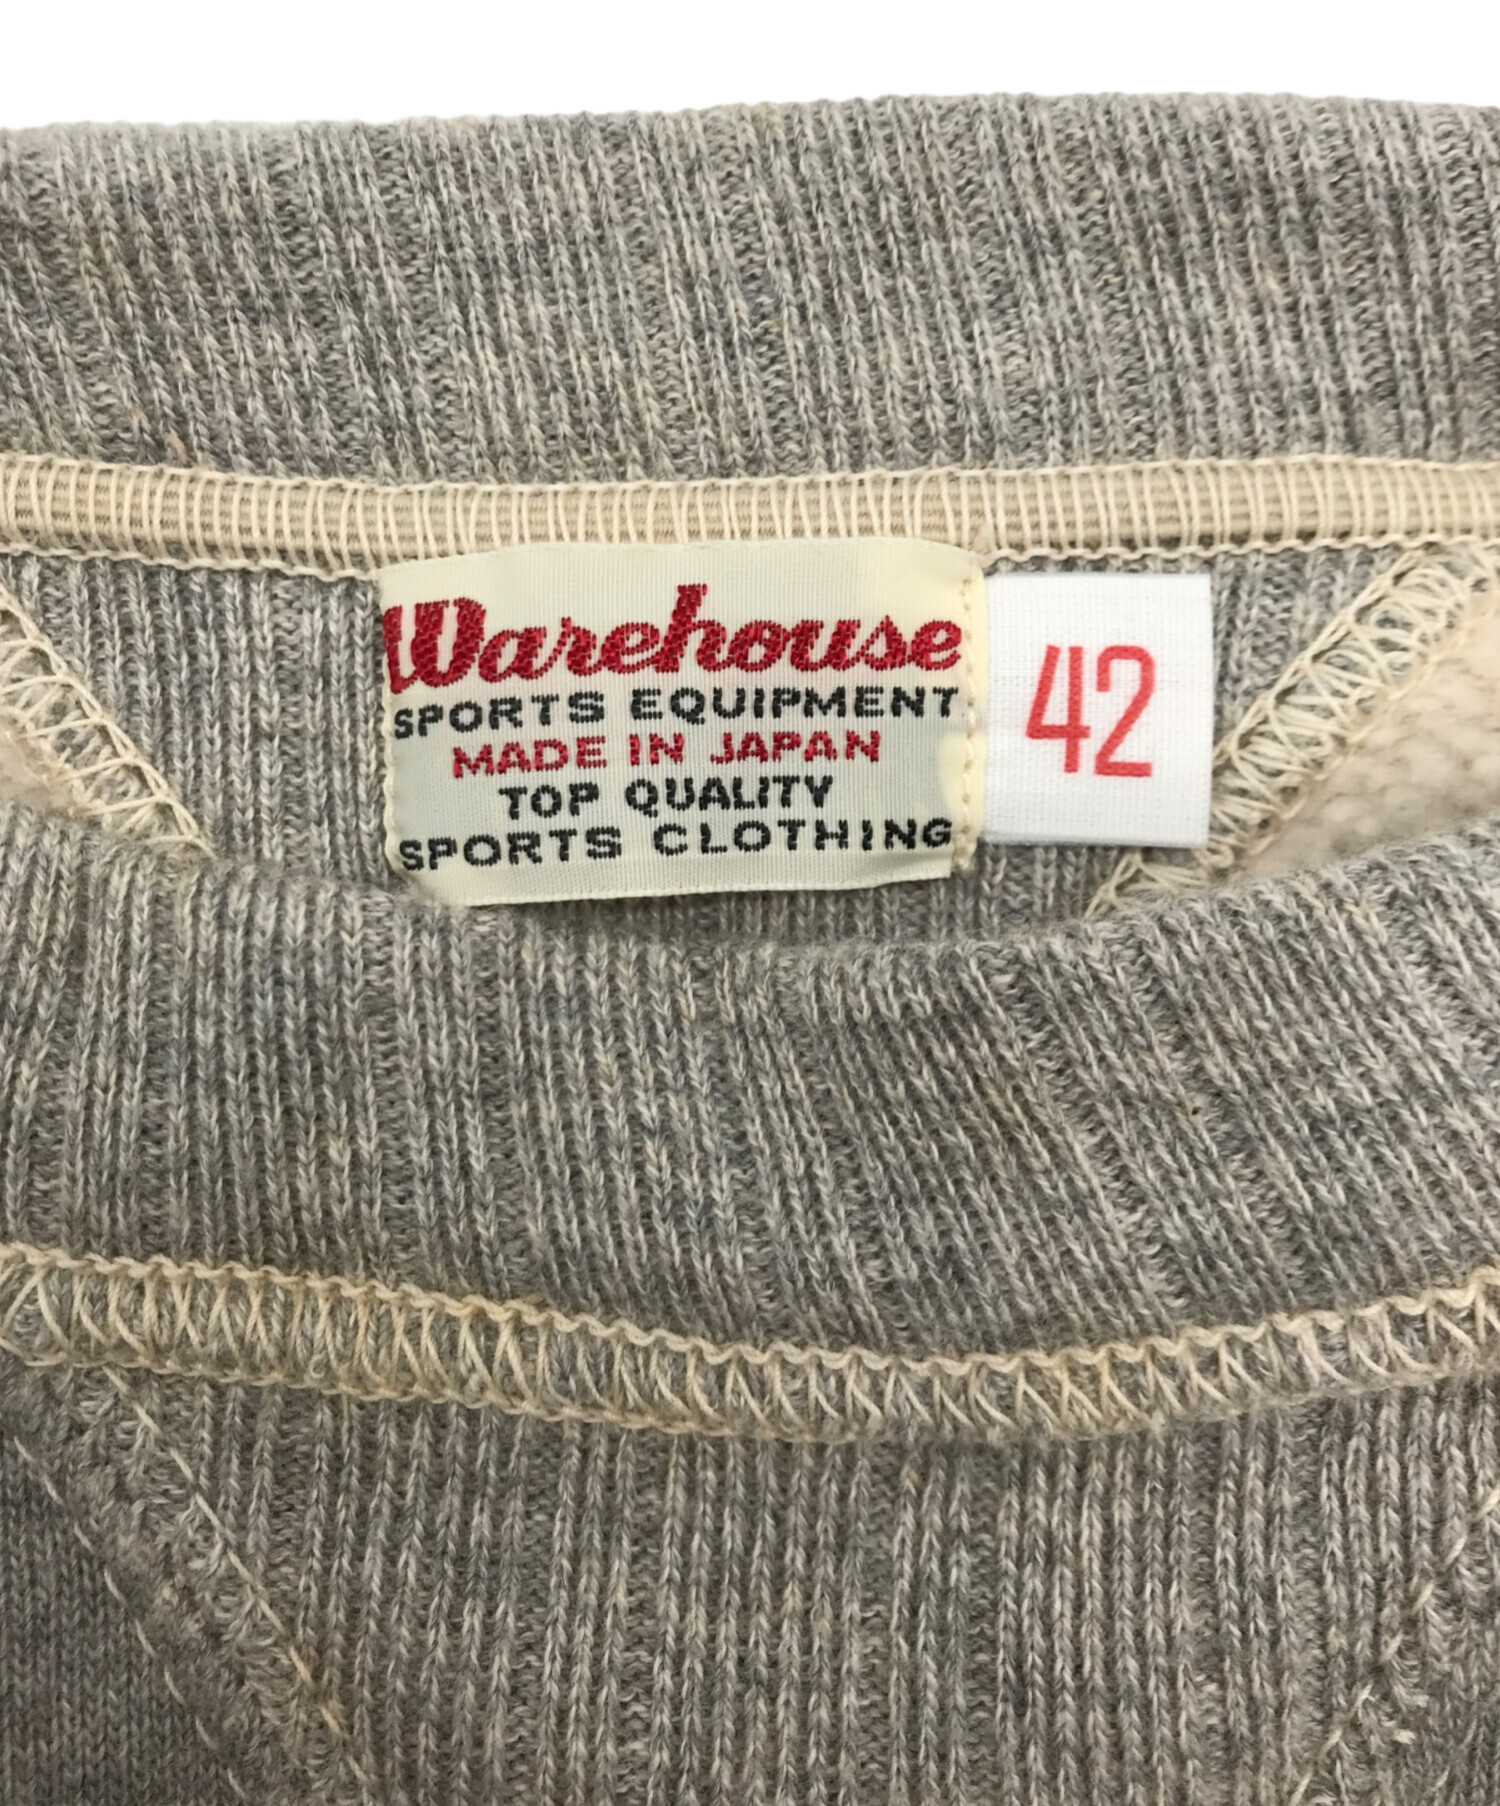 Warehouse
SPORTS EQUIPMENT
MADE IN JAPAN
TOP QUALITY
SPORTS CLOTHING
42